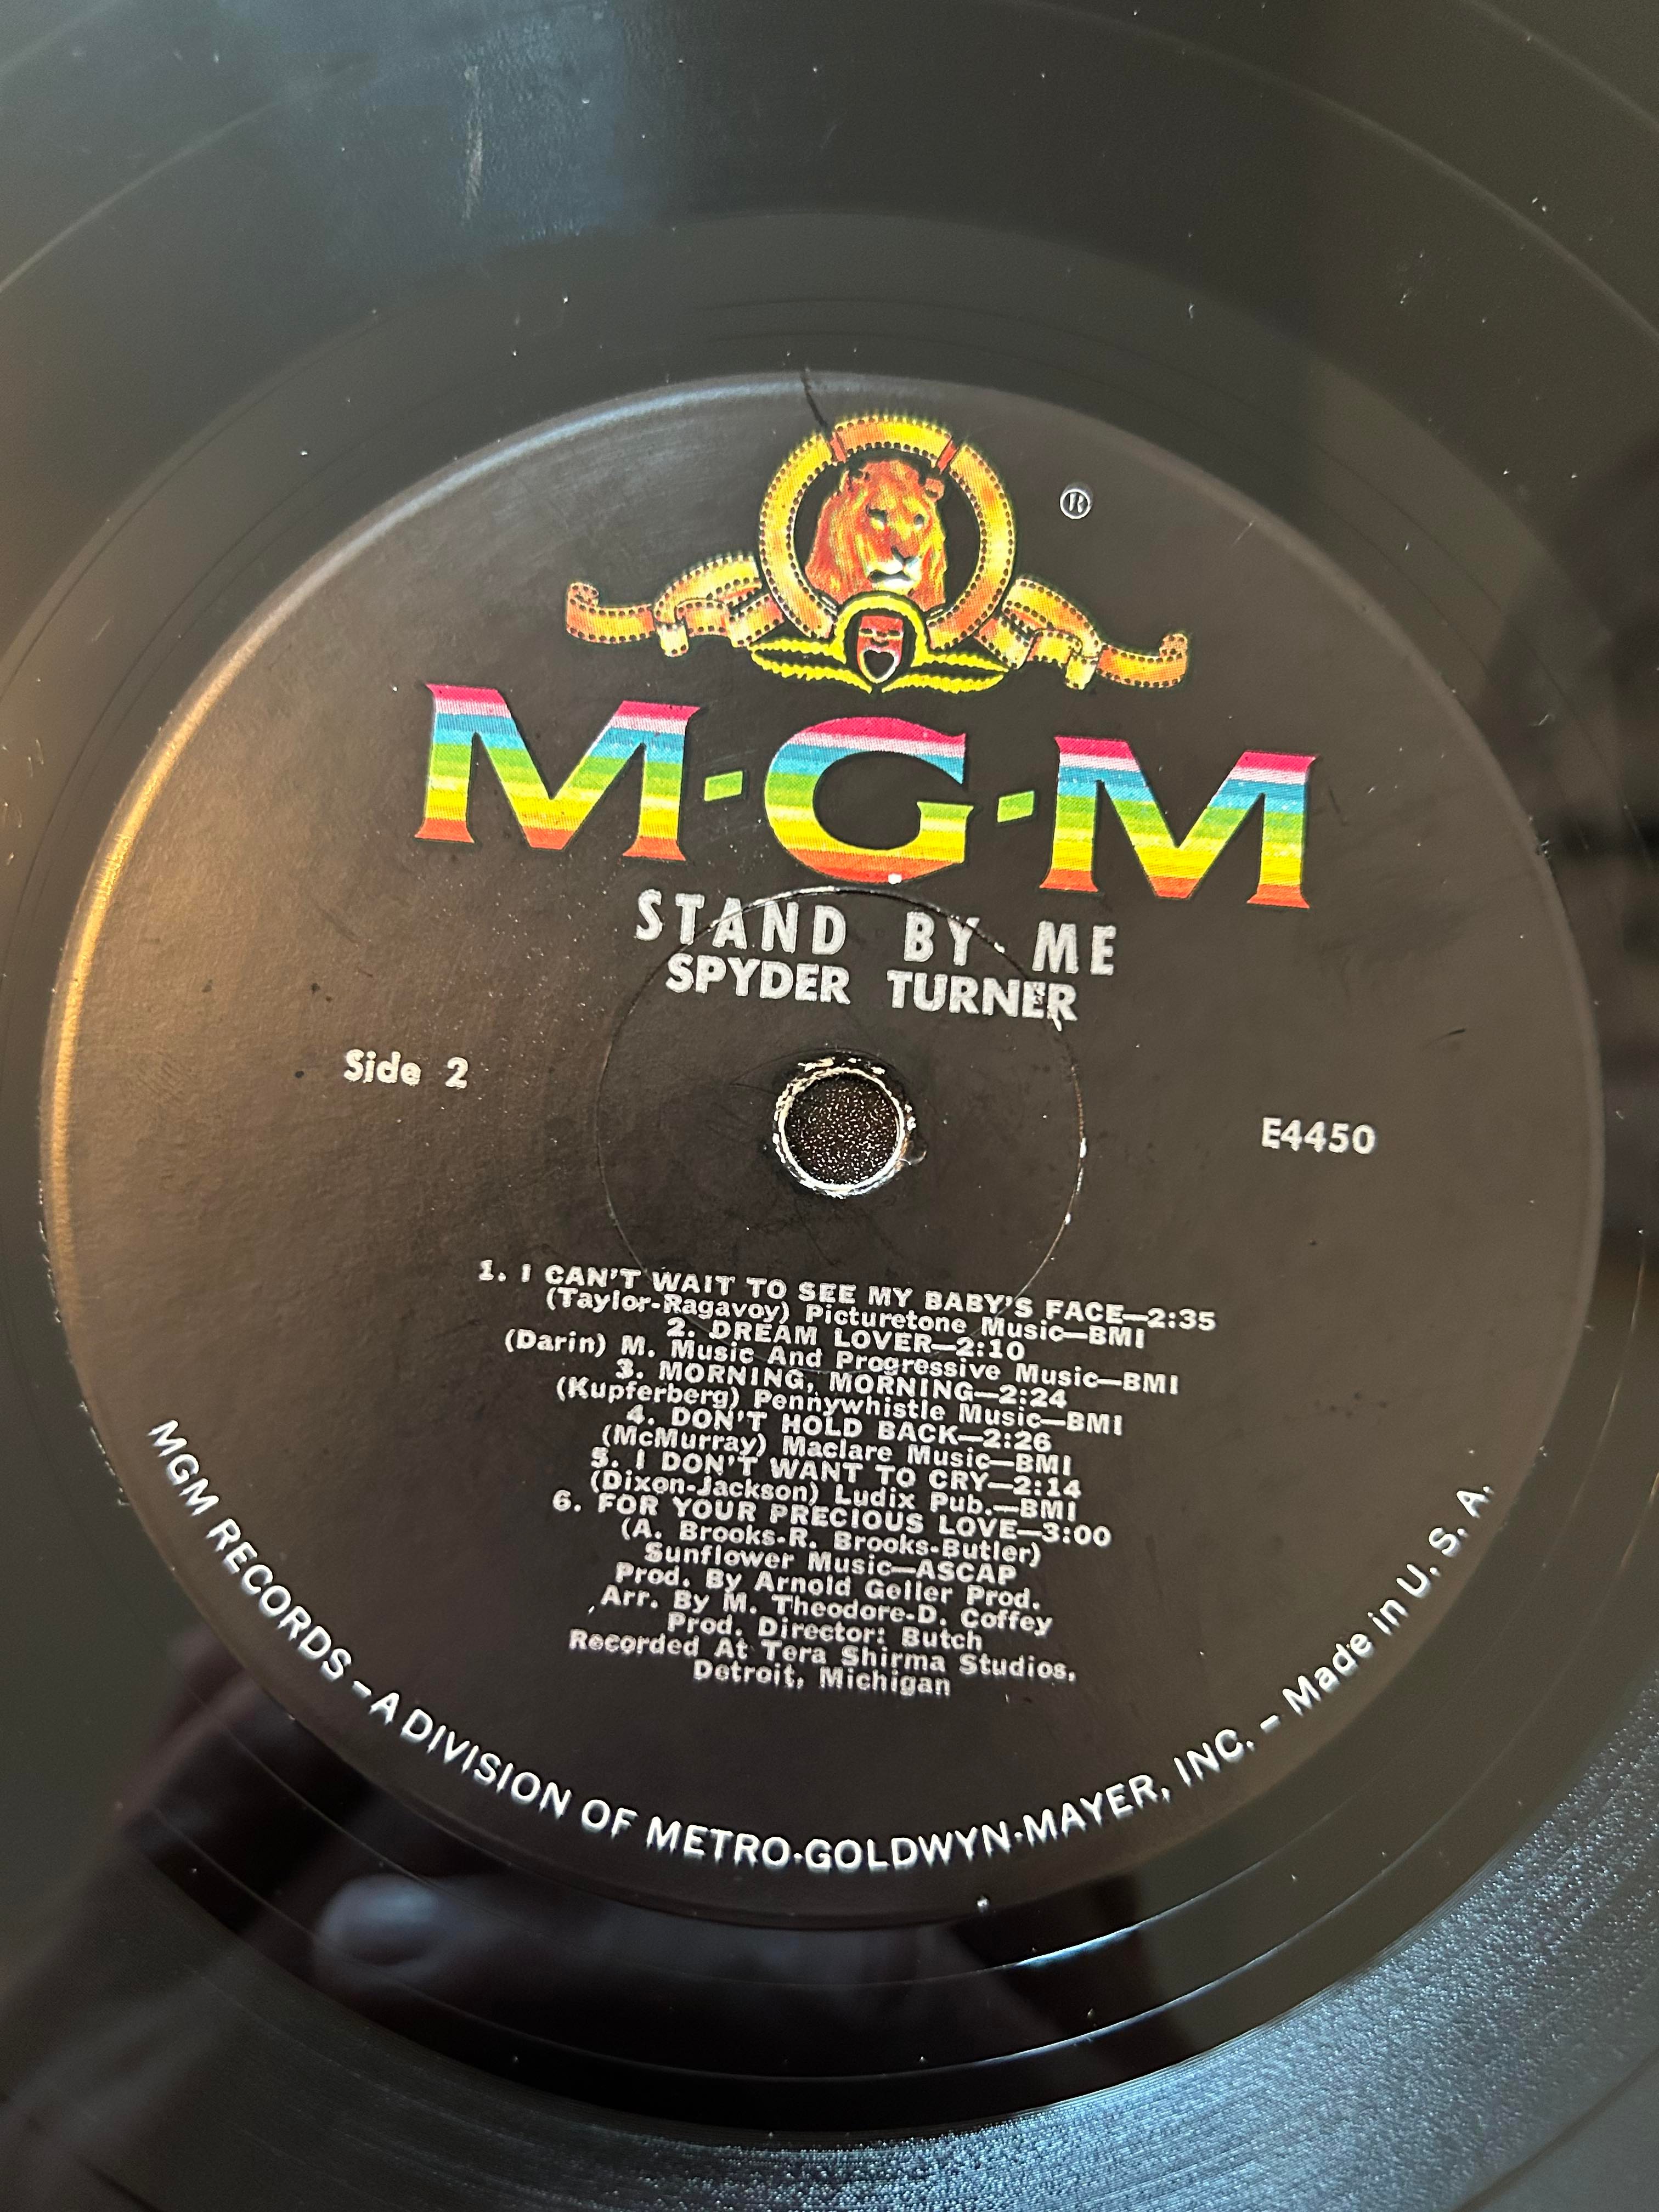 ®
M·G·M
STAND BY ME
SPYDER TURNER
Side 2
E4450
1. I CAN'T WAIT TO SEE MY BABY'S FACE—2:35
(Taylor-Ragavoy) Picturetone Music—BMI
2. DREAM LOVER—2:10
(Darin) M. Music And Progressive Music—BMI
3. MORNING, MORNING—2:24
(Kupferberg) Pennywhistle Music—BMI
4. DON'T HOLD BACK—2:26
(McMurray) Maclare Music—BMI
5. I DON'T WANT TO CRY—2:14
(Dixon-Jackson) Ludix Pub.—BMI
6. FOR YOUR PRECIOUS LOVE—3:00
(A. Brooks-R. Brooks-Butler)
Sunflower Music—ASCAP
Prod. By Arnold Geller Prod.
Arr. By M. Theodore-D. Coffey
Prod. Director: Butch
Recorded At Tera Shirma Studios.
Detroit, Michigan
MGM RECORDS – A DIVISION OF METRO-GOLDWYN-MAYER, INC. – Made in U. S. A.